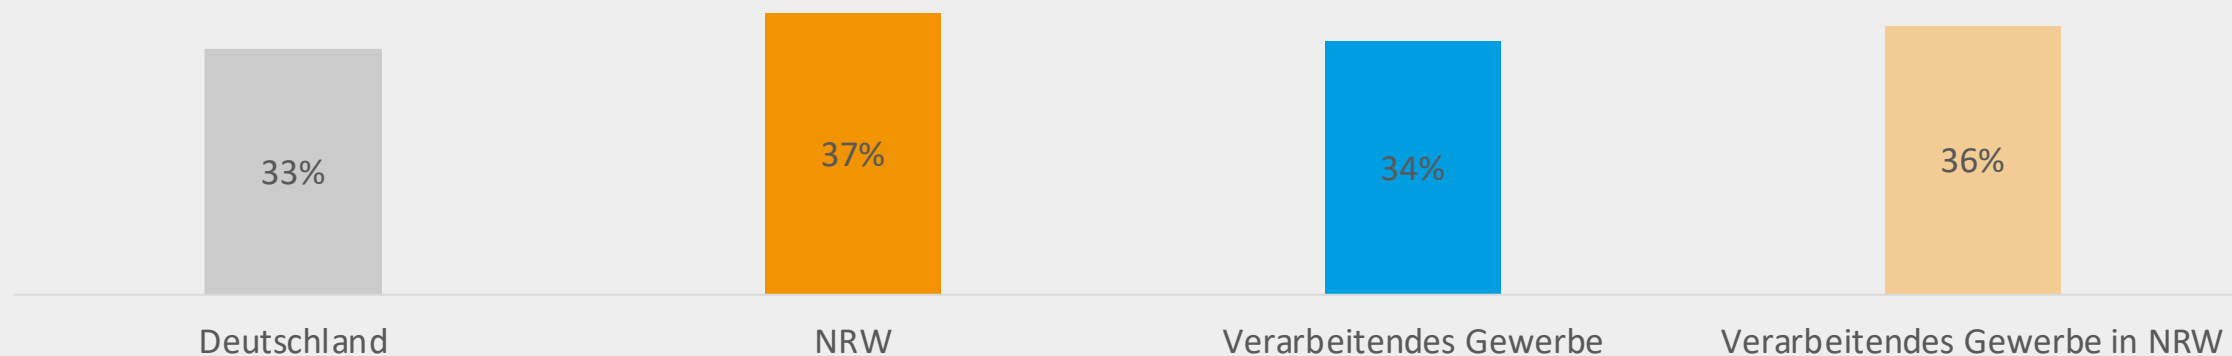 33%
37%
34%
36%
Deutschland
NRW
Verarbeitendes Gewerbe
Verarbeitendes Gewerbe in NRW